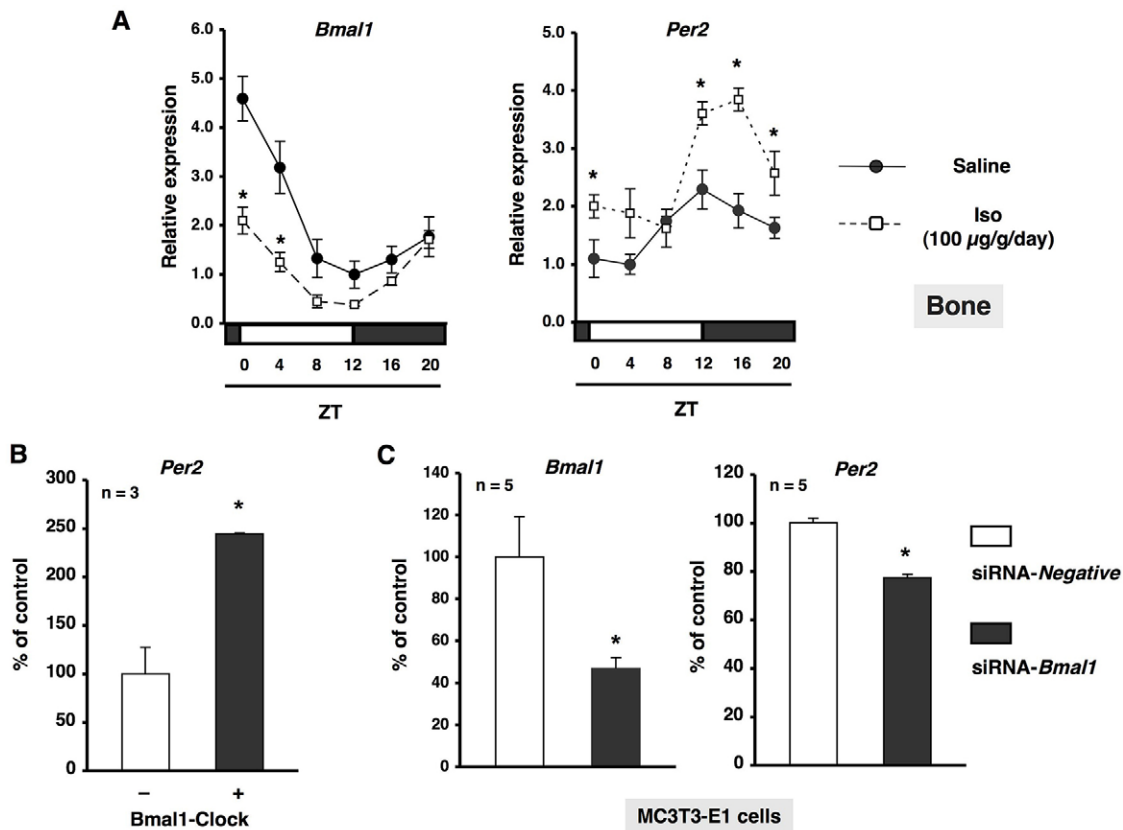 A
Bmal1
Per2
Relative expression
6.0
5.0
4.0
3.0
2.0
1.0
0.0
*
*
0 4 8 12 16 20
ZT
Relative expression
5.0
4.0
3.0
2.0
1.0
0.0
*
*
*
*
0 4 8 12 16 20
ZT
Saline
Iso
(100 µg/g/day)
Bone
B
Per2
n = 3
% of control
300
250
200
150
100
50
0
*
– +
Bmal1-Clock
C
Bmal1
n = 5
% of control
140
120
100
80
60
40
20
0
*
Per2
n = 5
% of control
120
100
80
60
40
20
0
*
siRNA-Negative
siRNA-Bmal1
MC3T3-E1 cells